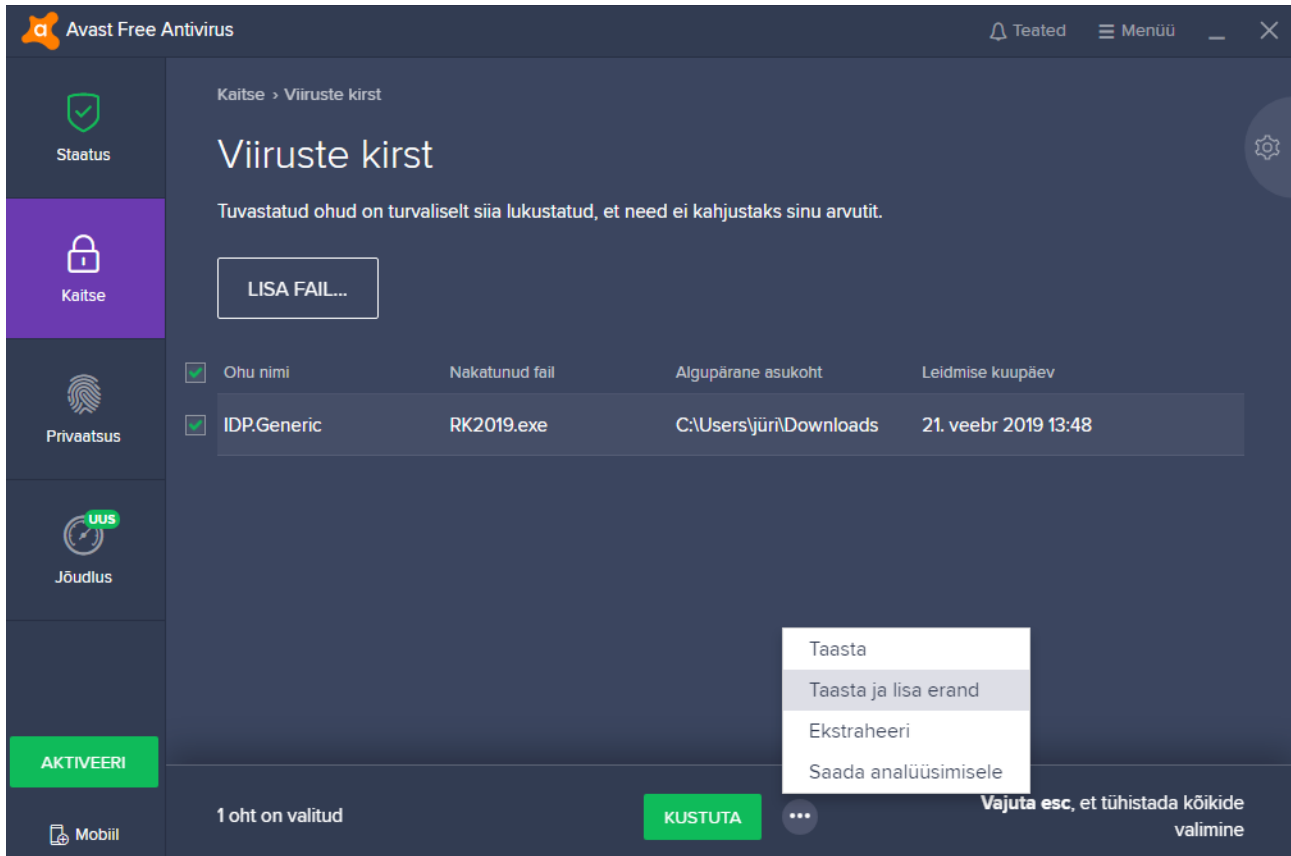 Avast Free Antivirus
Teated
Menüü
Staatus
Kaitse
Privaatsus
UUS
Jõudlus
AKTIVEERI
Mobiil
Kaitse › Viiruste kirst
Viiruste kirst
Tuvastatud ohud on turvaliselt siia lukustatud, et need ei kahjustaks sinu arvutit.
LISA FAIL...
Ohu nimi Nakatunud fail Algupärane asukoht Leidmise kuupäev
IDP.Generic RK2019.exe C:\Users\jüri\Downloads 21. veebr 2019 13:48
Taasta
Taasta ja lisa erand
Ekstraheeri
Saada analüüsimisele
1 oht on valitud
KUSTUTA
Vajuta esc, et tühistada kõikide
valimine